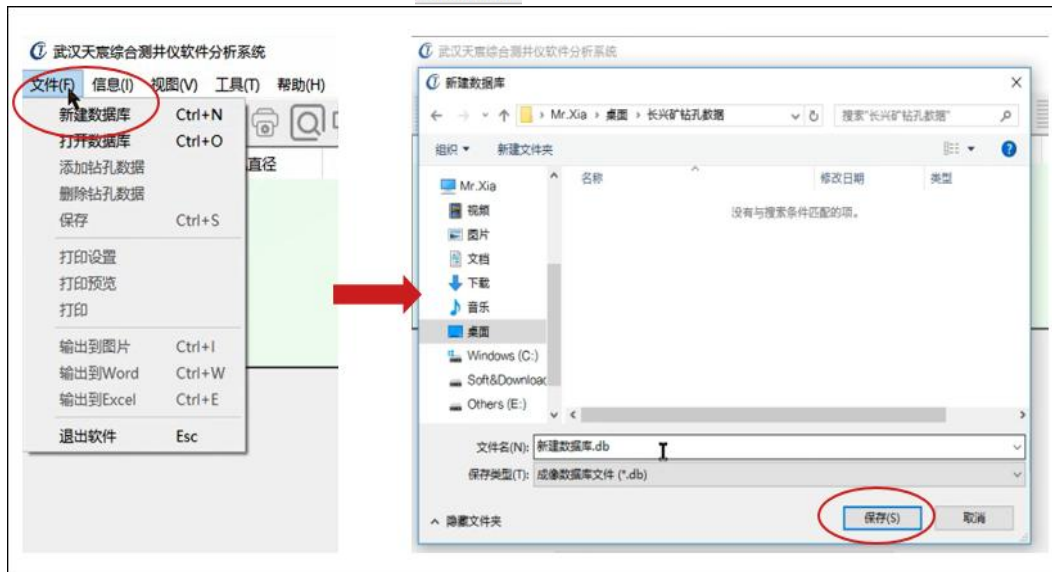 武汉天宸综合测井仪软件分析系统
文件(F) 信息(I) 视图(V) 工具(T) 帮助(H)
新建数据库 Ctrl+N
打开数据库 Ctrl+O
直径
添加钻孔数据
删除钻孔数据
保存 Ctrl+S
打印设置
打印预览
打印
输出到图片 Ctrl+I
输出到Word Ctrl+W
输出到Excel Ctrl+E
退出软件 Esc
武汉天宸综合测井仪软件分析系统
新建数据库
Mr.Xia › 桌面 › 长兴矿钻孔数据
搜索"长兴矿钻孔数据"
组织 新建文件夹
名称 修改日期 类型
没有与搜索条件匹配的项。
Mr.Xia
视频
图片
文档
下载
音乐
桌面
Windows (C:)
Soft&Downloac
Others (E:)
文件名(N): 新建数据库.db
保存类型(T): 成像数据库文件 (*.db)
隐藏文件夹 保存(S) 取消